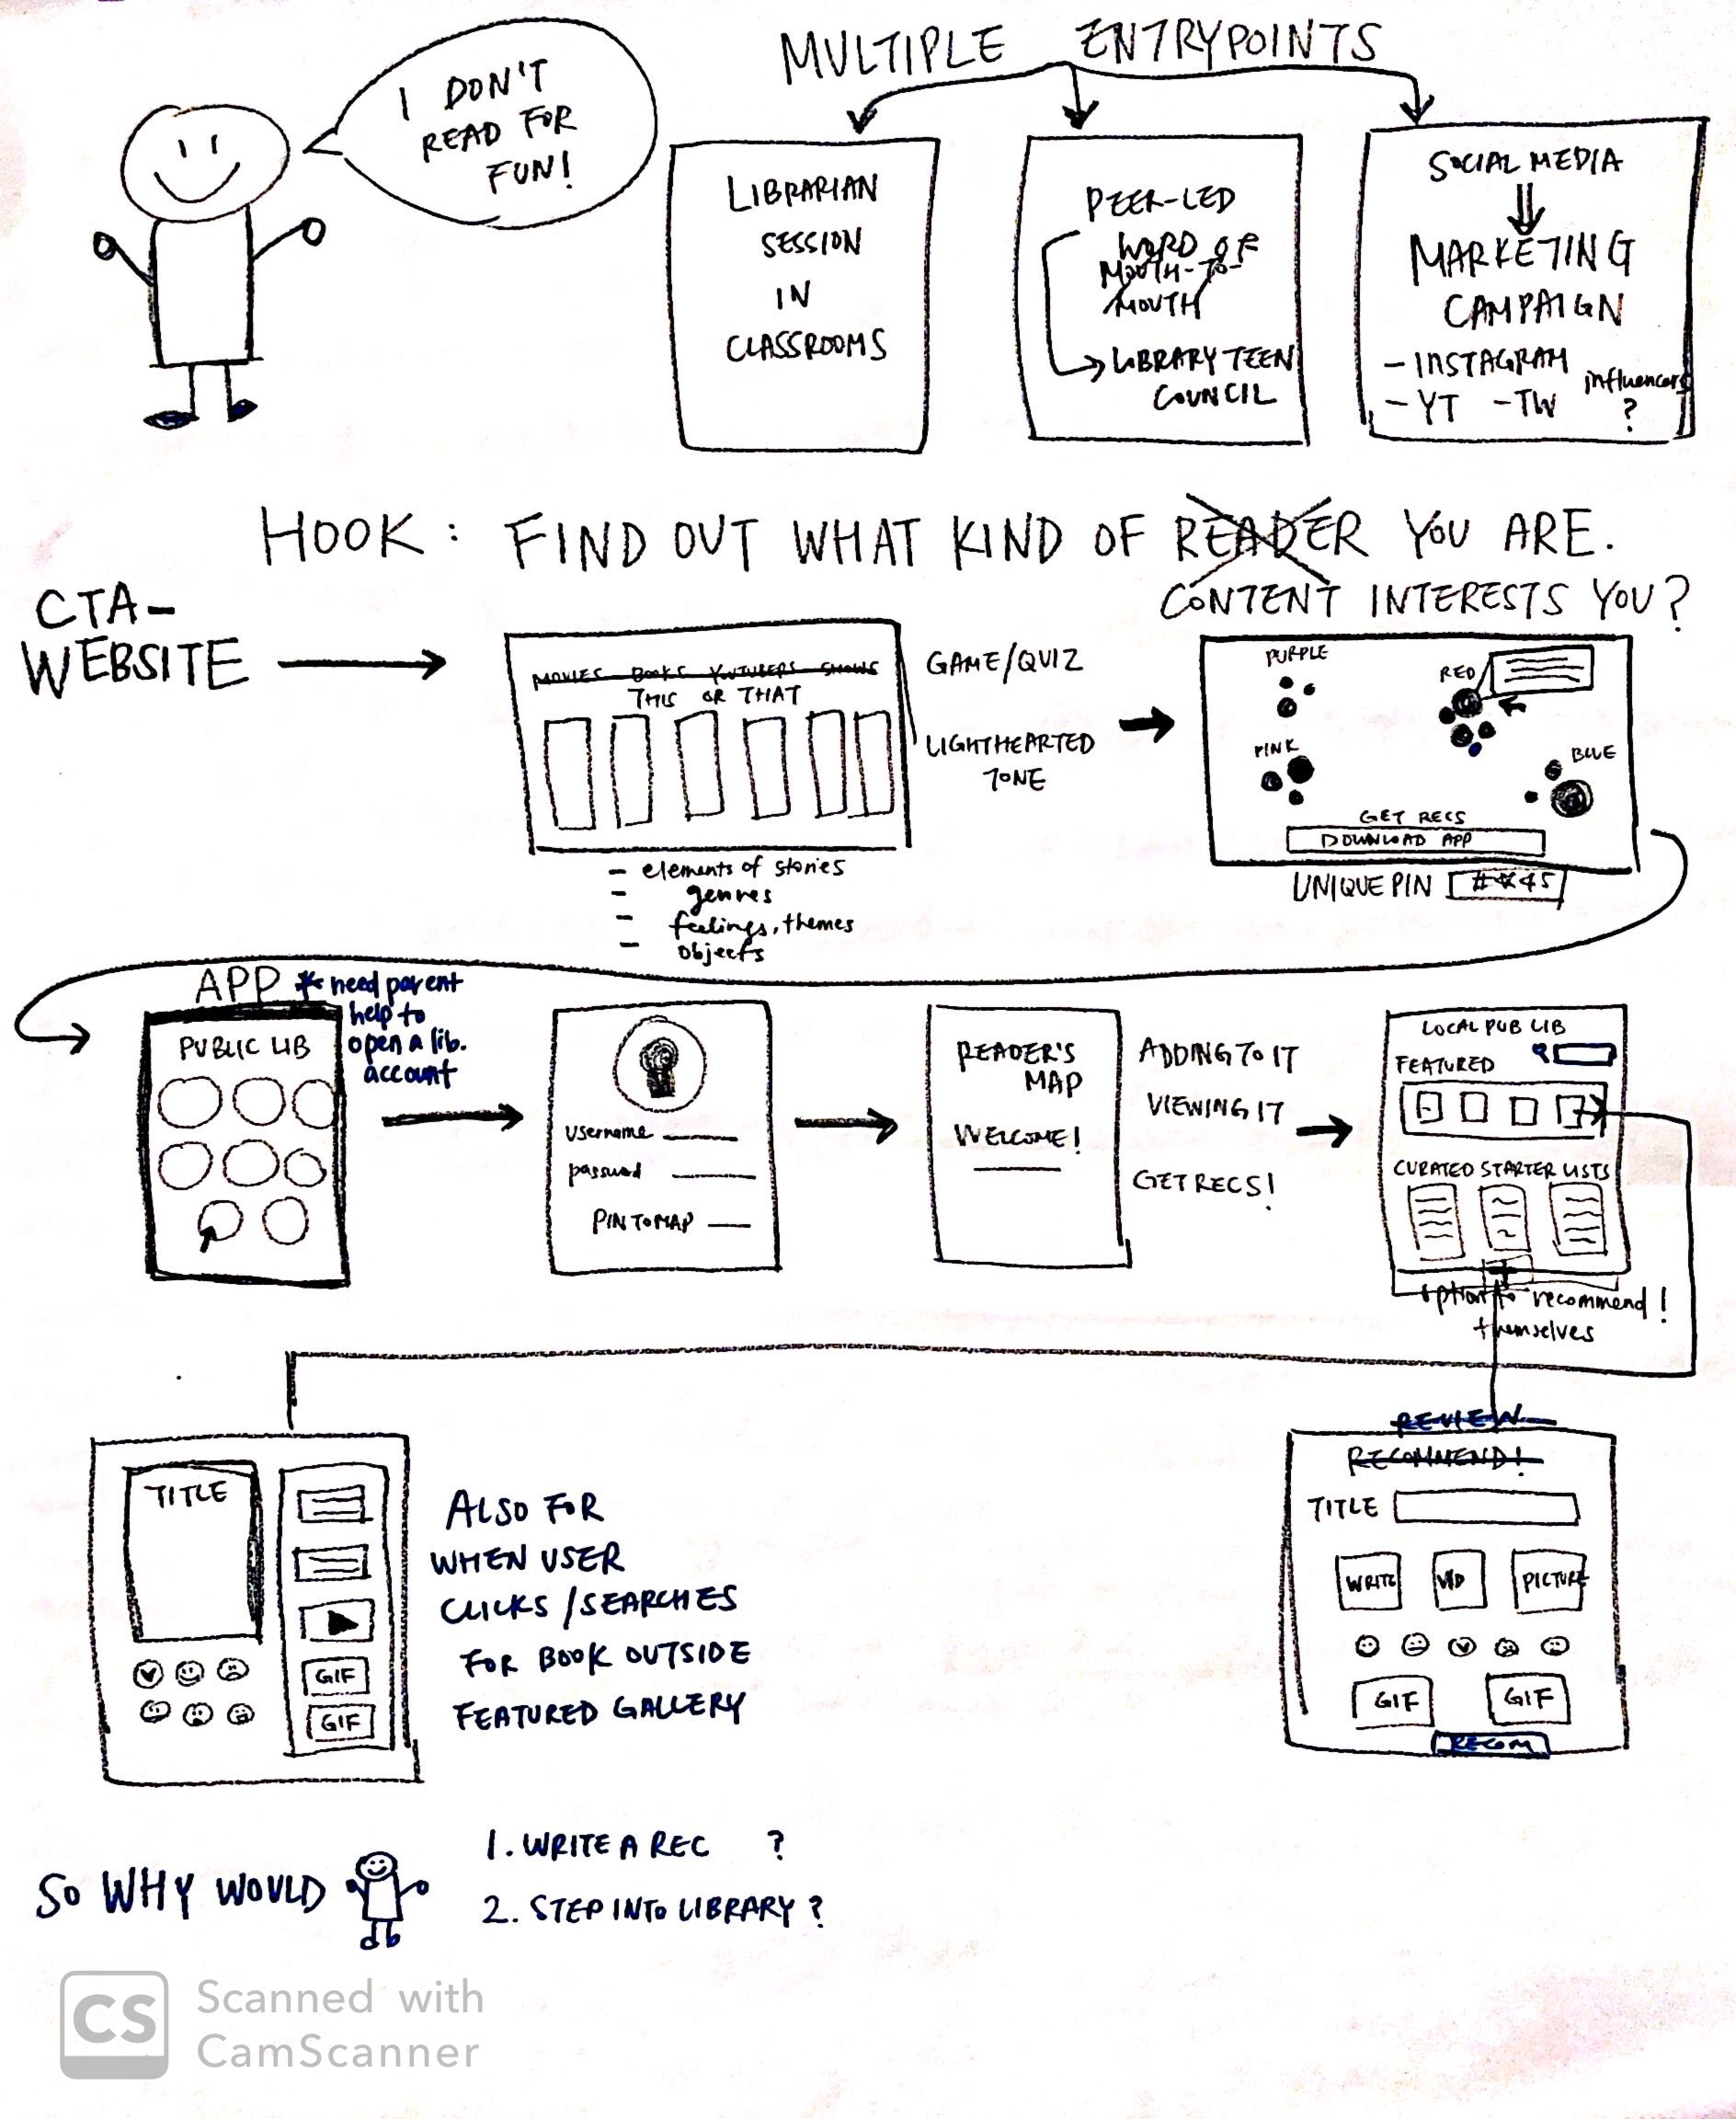 I DON'T
READ FOR
FUN!
MULTIPLE ENTRYPOINTS
LIBRARIAN
SESSION
IN
CLASSROOMS
PEER-LED
WORD OF
MOUTH-TO-
MOUTH
LIBRARY TEEN
COUNCIL
SOCIAL MEDIA
MARKETING
CAMPAIGN
- INSTAGRAM
- YT - TW
influencers
?
HOOK: FIND OUT WHAT KIND OF READER YOU ARE.
CONTENT INTERESTS YOU?
CTA-
WEBSITE
MOVIES BOOKS YOUTUBERS SHOWS
THIS OR THAT
GAME/QUIZ
LIGHTHEARTED
TONE
- elements of stories
- genres
- feelings, themes
- objects
PURPLE
RED
PINK
BLUE
GET RECS
DOWNLOAD APP
UNIQUE PIN
APP * need parent
help to
open a lib.
account
PUBLIC LIB
username
password
PIN TO MAP
READER'S
MAP
WELCOME!
ADDING TO IT
VIEWING IT
GET RECS!
LOCAL PUB LIB
FEATURED
CURATED STARTER LISTS
option to recommend!
themselves
TITLE
GIF
GIF
ALSO FOR
WHEN USER
CLICKS/SEARCHES
FOR BOOK OUTSIDE
FEATURED GALLERY
REVIEW
RECOMMEND!
TITLE
WRITE VID PICTURE
GIF GIF
RECOM
SO WHY WOULD
1. WRITE A REC ?
2. STEP INTO LIBRARY?
CS
Scanned with
CamScanner